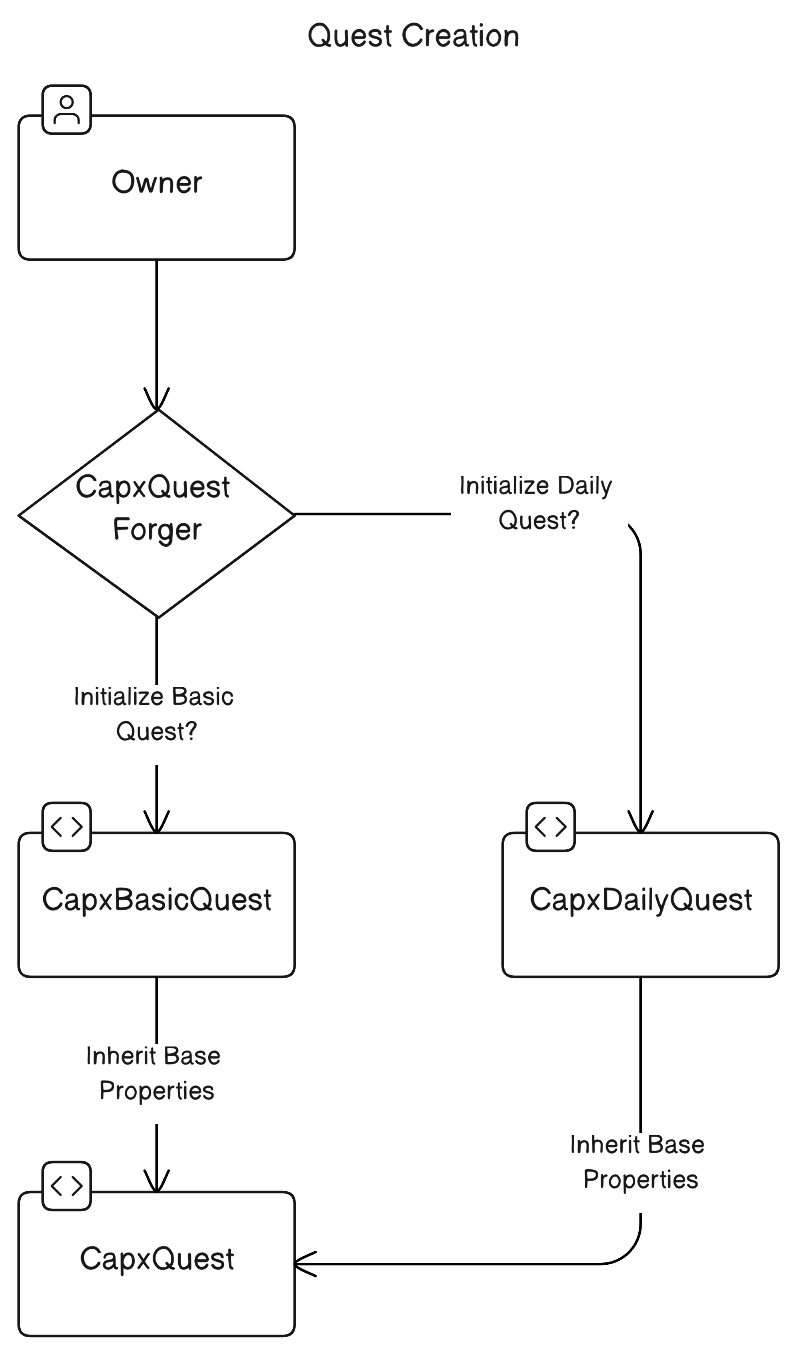 Quest Creation
Owner
CapxQuest
Forger
Initialize Daily
Quest?
Initialize Basic
Quest?
CapxBasicQuest
CapxDailyQuest
Inherit Base
Properties
Inherit Base
Properties
CapxQuest